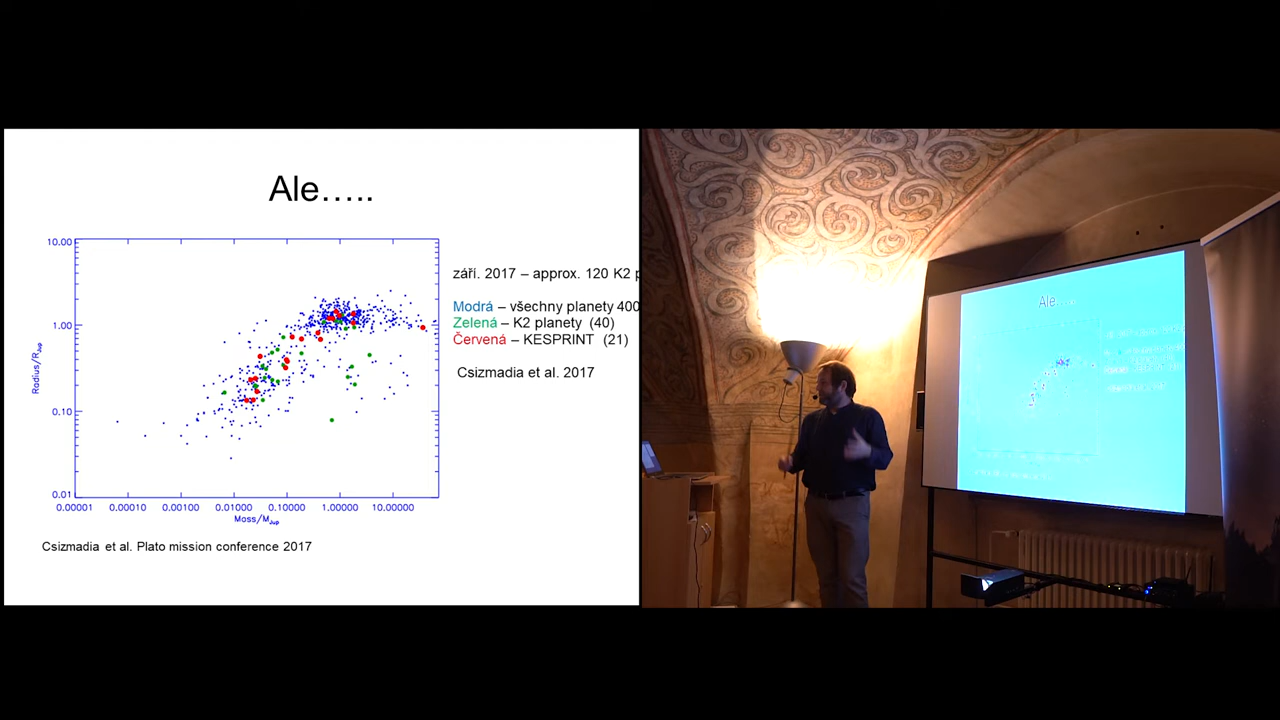 Ale…..
10.00
1.00
0.10
0.01
Radius/RJup
0.00001 0.00010 0.00100 0.01000 0.10000 1.00000 10.00000
Mass/MJup
září. 2017 – approx. 120 K2
Modrá – všechny planety 400
Zelená – K2 planety (40)
Červená – KESPRINT (21)
Csizmadia et al. 2017
Csizmadia et al. Plato mission conference 2017
Ale.....